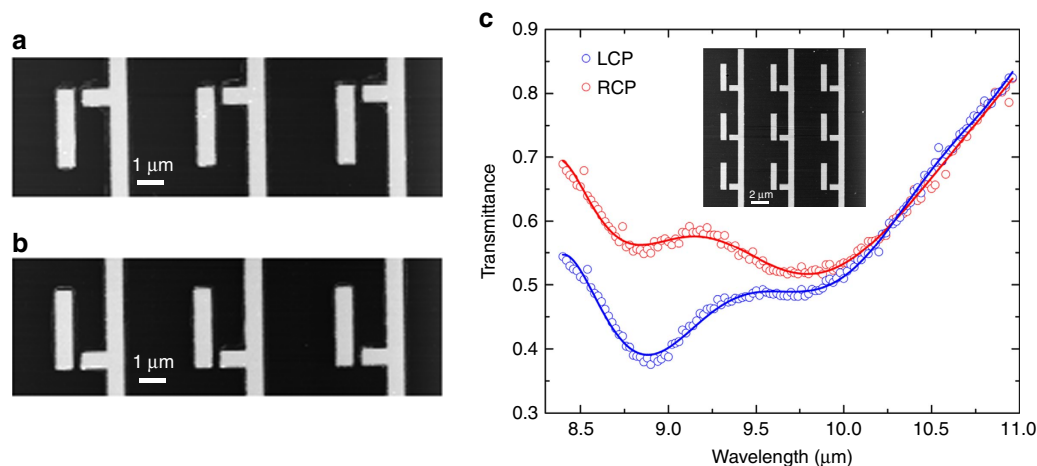 a
1 μm
b
1 μm
c
0.9
0.8
0.7
0.6
0.5
0.4
0.3
Transmittance
LCP
RCP
2 μm
8.5 9.0 9.5 10.0 10.5 11.0
Wavelength (μm)